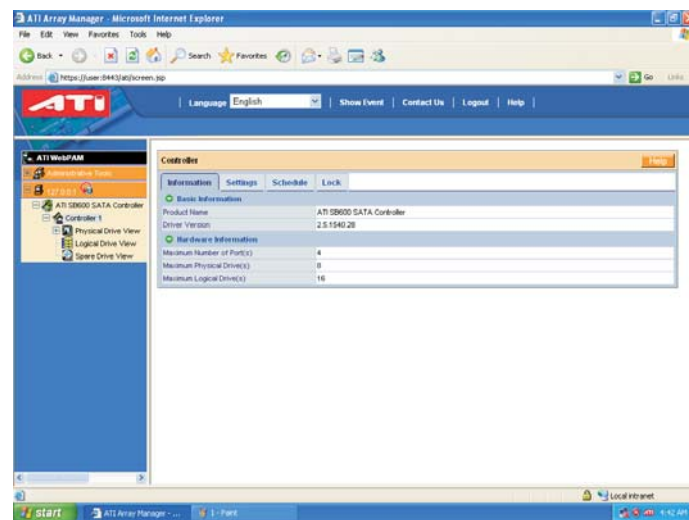 ATI Array Manager - Microsoft Internet Explorer
File Edit View Favorites Tools Help
Back Search Favorites
Address https://user:8443/ati/screen.jsp Go Links
ATI Language English | Show Event | Contact Us | Logout | Help |
ATI WebPAM
Administrative Tools
127.0.0.1
ATI SB600 SATA Controller
Controller 1
Physical Drive View
Logical Drive View
Spare Drive View
Controller Help
Information Settings Schedule Lock
Basic Information
Product Name ATI SB600 SATA Controller
Driver Version 2.5.1540.28
Hardware Information
Maximum Number of Port(s) 4
Maximum Physical Drive(s) 8
Maximum Logical Drive(s) 16
Local intranet
start ATI Array Manager - ... 1 - Paint 4:42 AM